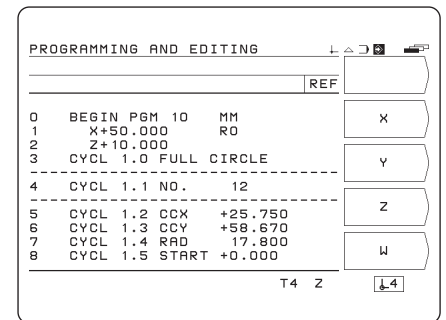 PROGRAMMING AND EDITING
REF
0 BEGIN PGM 10 MM
1 X+50.000 R0
2 Z+10.000
3 CYCL 1.0 FULL CIRCLE
4 CYCL 1.1 NO. 12
5 CYCL 1.2 CCX +25.750
6 CYCL 1.3 CCY +58.670
7 CYCL 1.4 RAD 17.800
8 CYCL 1.5 START +0.000
T4 Z
X
Y
Z
W
4